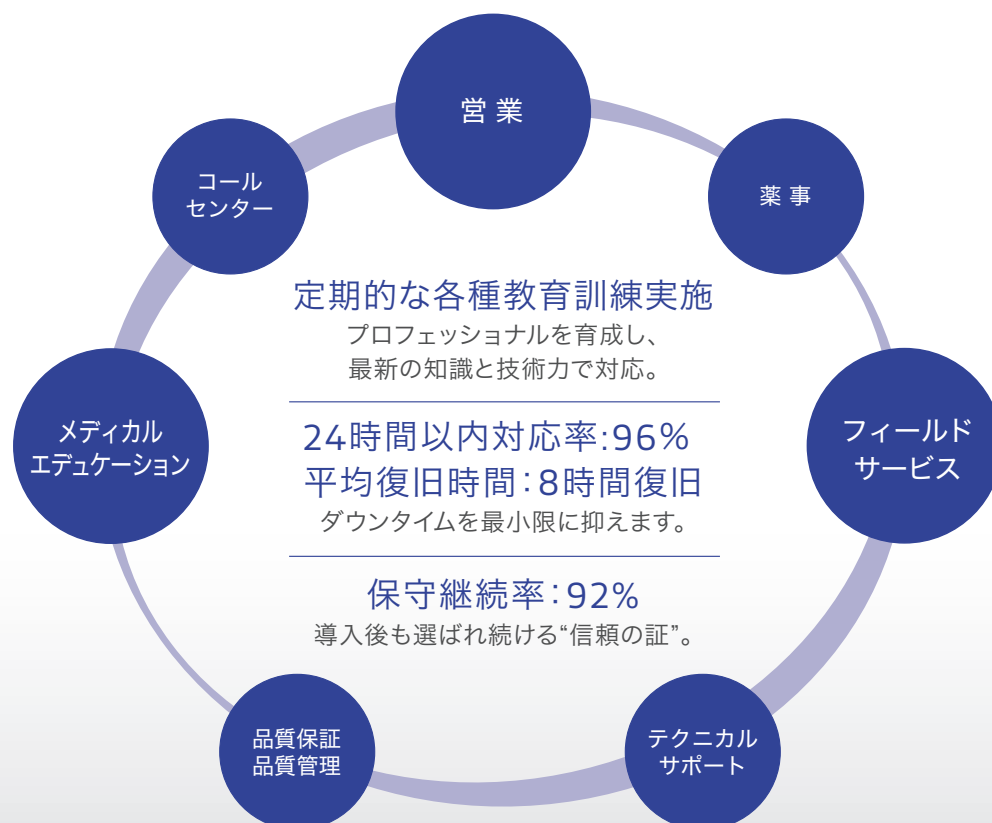 営業
コール
センター
薬事
定期的な各種教育訓練実施
プロフェッショナルを育成し、
最新の知識と技術力で対応。
メディカル
エデュケーション
24時間以内対応率:96%
平均復旧時間:8時間復旧
ダウンタイムを最小限に抑えます。
フィールド
サービス
保守継続率:92%
導入後も選ばれ続ける“信頼の証”。
品質保証
品質管理
テクニカル
サポート